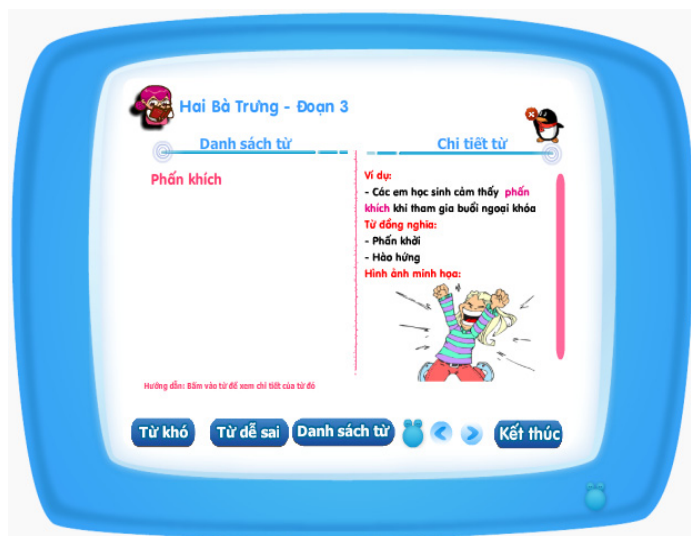 Hai Bà Trưng - Đoạn 3
Danh sách từ
Phấn khích
Hướng dẫn: Bấm vào từ để xem chi tiết của từ đó
Chi tiết từ
Ví dụ:
- Các em học sinh cảm thấy phấn
khích khi tham gia buổi ngoại khóa
Từ đồng nghĩa:
- Phấn khởi
- Hào hứng
Hình ảnh minh họa:
Từ khó
Từ dễ sai
Danh sách từ
Kết thúc